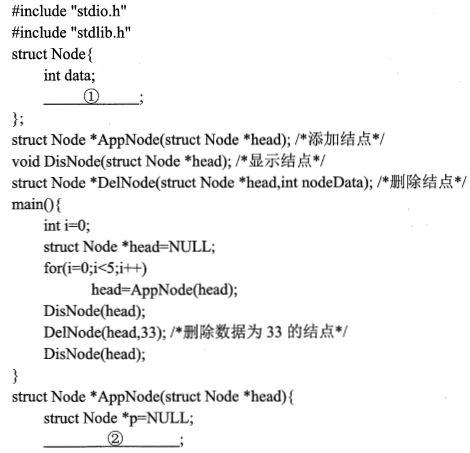 #include "stdio.h"
#include "stdlib.h"
struct Node{
int data;
①;
};
struct Node *AppNode(struct Node *head); /*添加结点*/
void DisNode(struct Node *head); /*显示结点*/
struct Node *DelNode(struct Node *head,int nodeData); /*删除结点*/
main(){
int i=0;
struct Node *head=NULL;
for(i=0;i<5;i++)
head=AppNode(head);
DisNode(head);
DelNode(head,33); /*删除数据为 33 的结点*/
DisNode(head);
}
struct Node *AppNode(struct Node *head){
struct Node *p=NULL;
②;